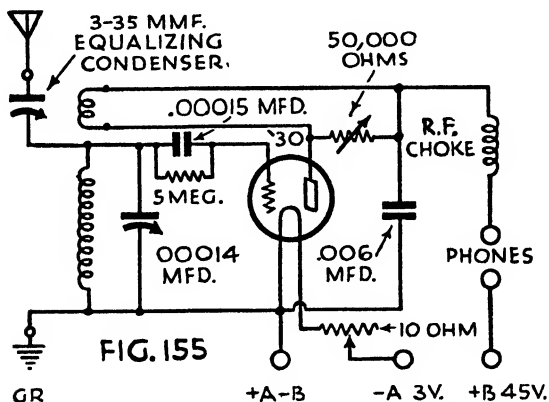 3-35 MMF.
EQUALIZING
CONDENSER.
50,000
OHMS
.00015 MFD.
'30
R.F.
CHOKE
5 MEG.
.00014
MFD.
.006
MFD.
PHONES
10 OHM
FIG. 155
GR
+A-B
-A 3V.
+B 45V.